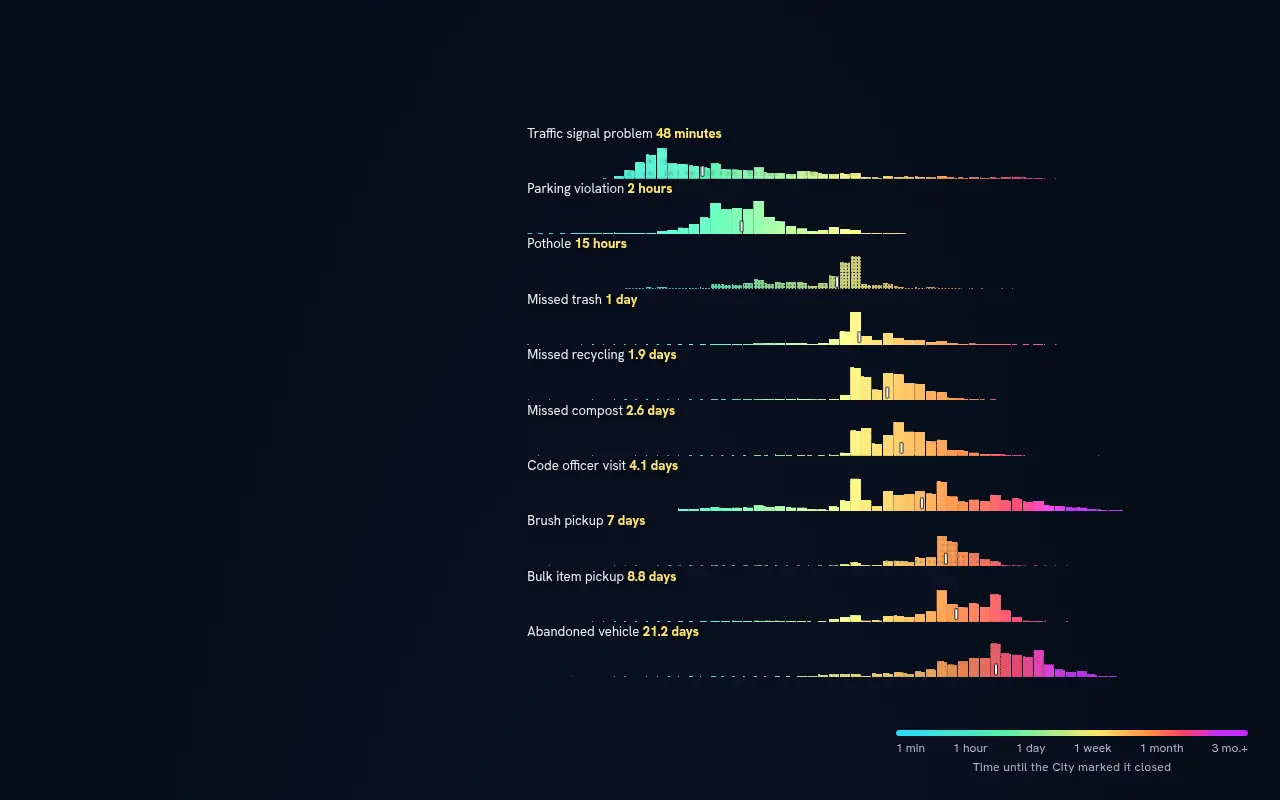 Traffic signal problem 48 minutes
Parking violation 2 hours
Pothole 15 hours
Missed trash 1 day
Missed recycling 1.9 days
Missed compost 2.6 days
Code officer visit 4.1 days
Brush pickup 7 days
Bulk item pickup 8.8 days
Abandoned vehicle 21.2 days
1 min 1 hour 1 day 1 week 1 month 3 mo.+
Time until the City marked it closed